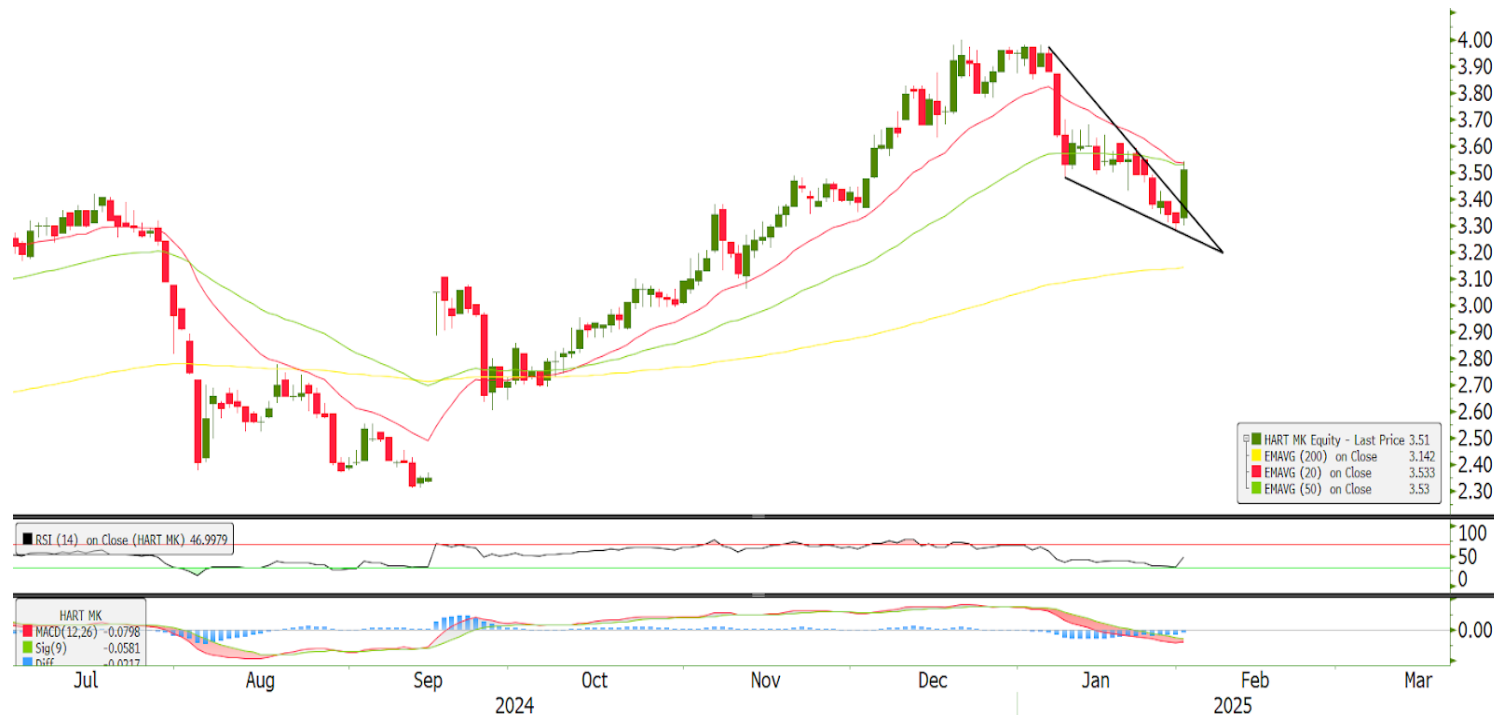 4.00
3.90
3.80
3.70
3.60
3.50
3.40
3.30
3.20
3.10
3.00
2.90
2.80
2.70
2.60
2.50
2.40
2.30
HART MK Equity - Last Price 3.51
EMAVG (200) on Close 3.142
EMAVG (20) on Close 3.533
EMAVG (50) on Close 3.53
RSI (14) on Close (HART MK) 46.9979
100
50
0
HART MK
MACD(12,26) -0.0798
Sig(9) -0.0581
Diff -0.0217
0.00
Jul Aug Sep Oct Nov Dec Jan Feb Mar
2024 2025